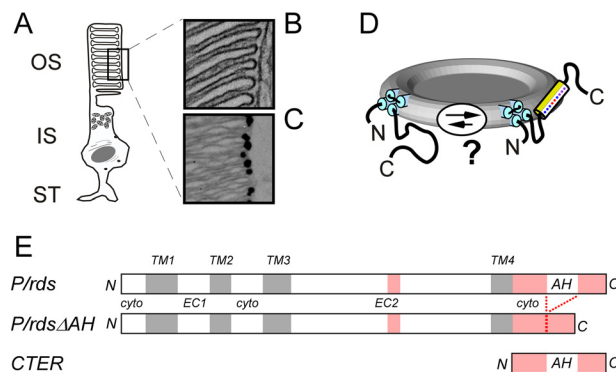 A
B
C
D
OS
IS
ST
N
C
N
C
?
E
TM1 TM2 TM3 TM4
P/rds N AH C
cyto EC1 cyto EC2 cyto
P/rdsΔAH C
CTER N AH C